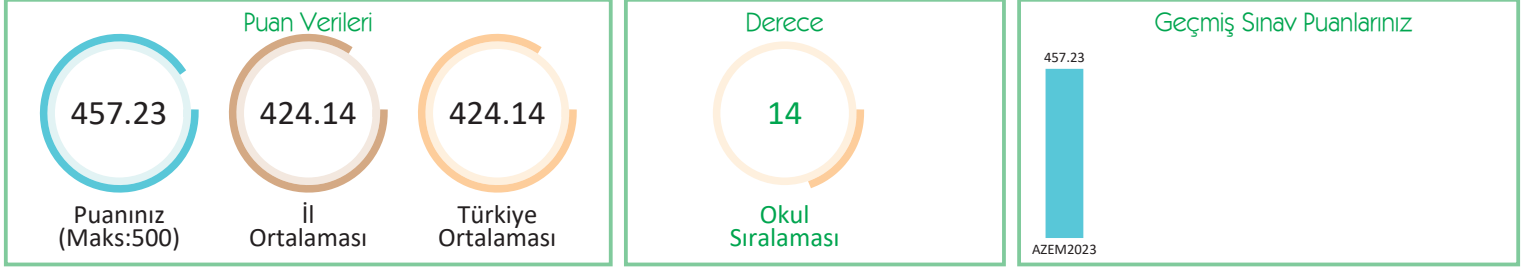 Puan Verileri
457.23
424.14
424.14
Puanınız
(Maks:500)
İl
Ortalaması
Türkiye
Ortalaması
Derece
14
Okul
Sıralaması
Geçmiş Sınav Puanlarınız
457.23
AZEM2023